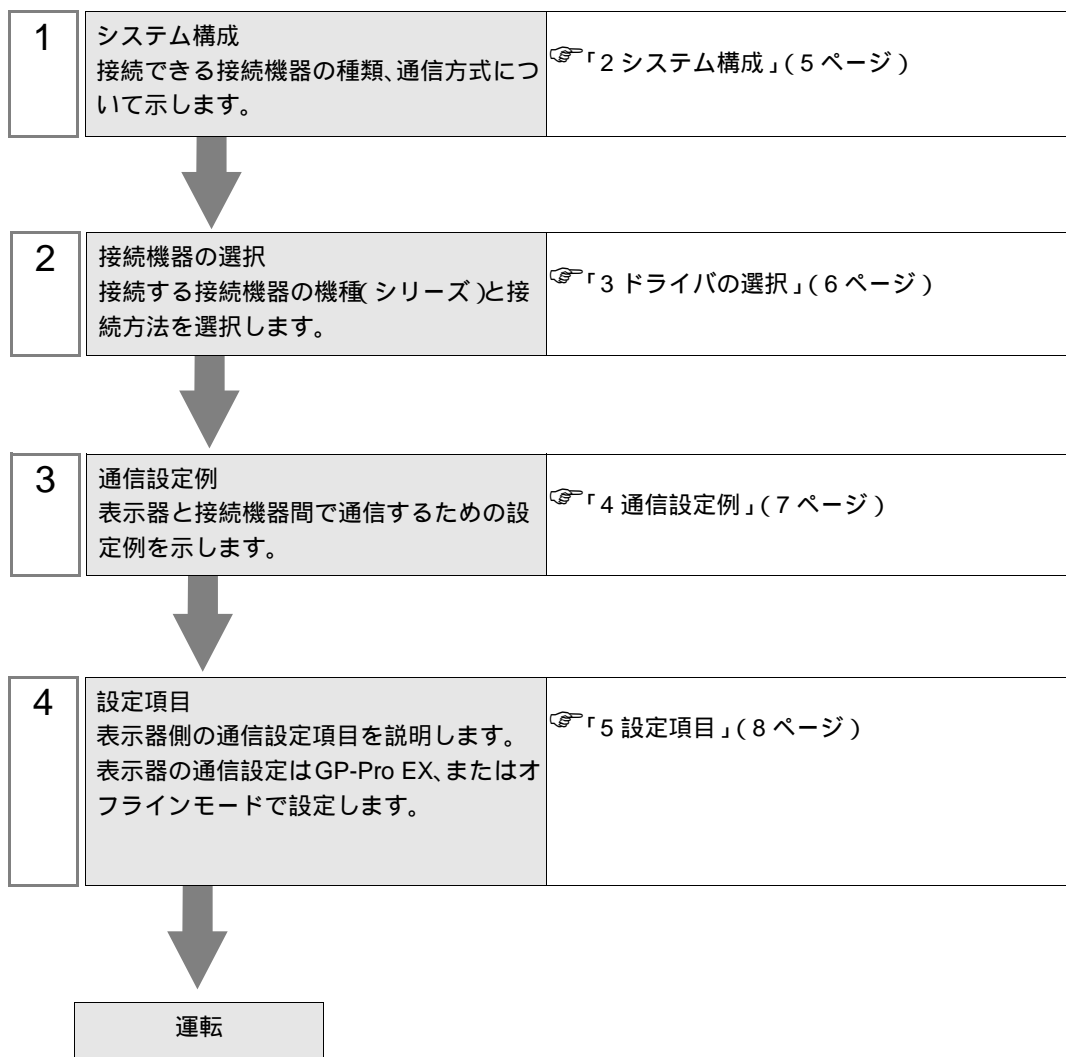 1
システム構成
接続できる接続機器の種類、通信方式につ
いて示します。
☞「2 システム構成」( 5 ページ )
2
接続機器の選択
接続する接続機器の機種( シリーズ )と接
続方法を選択します。
☞「3 ドライバの選択」( 6 ページ )
3
通信設定例
表示器と接続機器間で通信するための設
定例を示します。
☞「4 通信設定例」( 7 ページ )
4
設定項目
表示器側の通信設定項目を説明します。
表示器の通信設定はGP-Pro EX、またはオ
フラインモードで設定します。
☞「5 設定項目」( 8 ページ )
運転